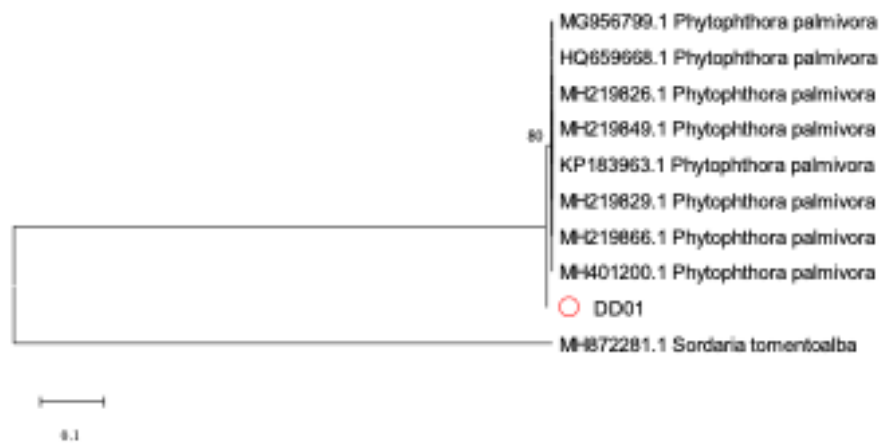 MG956799.1 Phytophthora palmivora
HQ659668.1 Phytophthora palmivora
MH219826.1 Phytophthora palmivora
80
MH219849.1 Phytophthora palmivora
KP183963.1 Phytophthora palmivora
MH219829.1 Phytophthora palmivora
MH219866.1 Phytophthora palmivora
MH401200.1 Phytophthora palmivora
DD01
MH872281.1 Sordaria tomentoalba
0.1